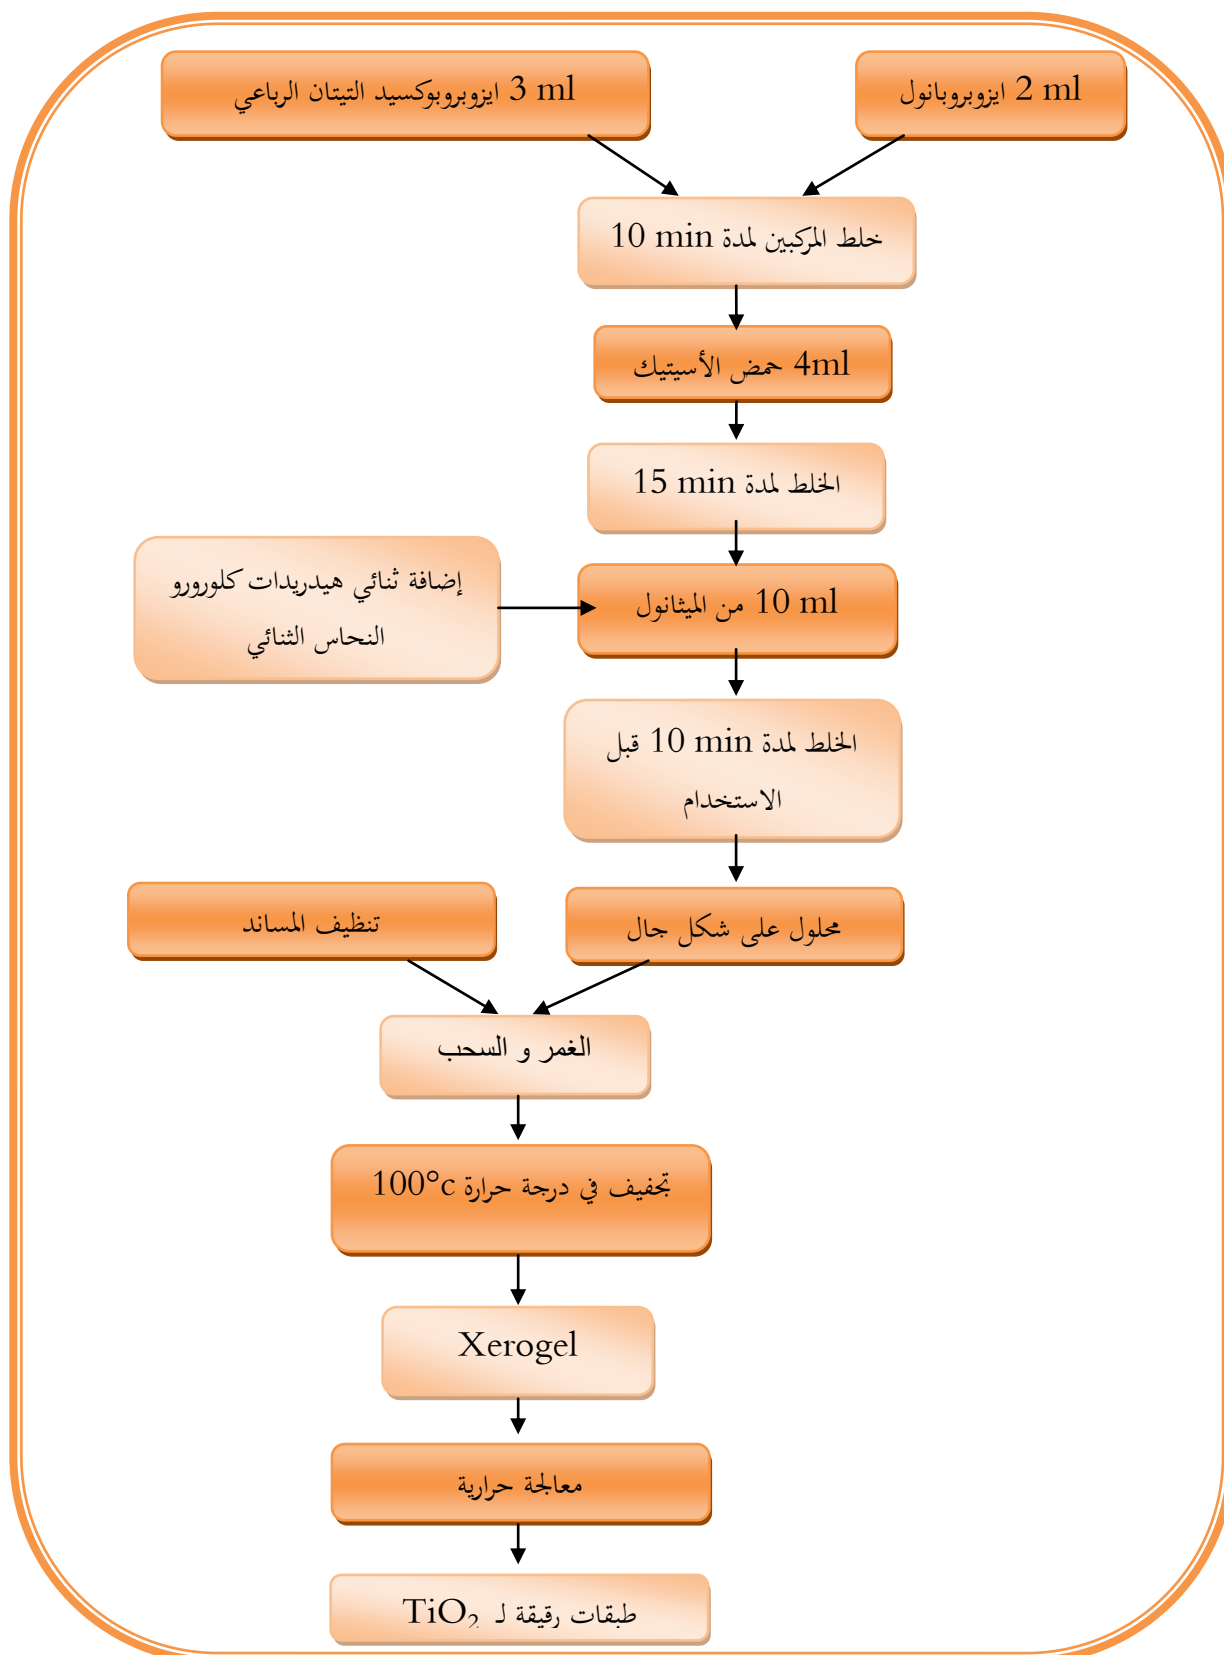 2 ml ايزوبروبانول
3 ml ايزوبروبوكسيد التيتان الرباعي
خلط المركبين لمدة 10 min
4ml حمض الأسيتيك
الخلط لمدة 15 min
10 ml من الميثانول
إضافة ثنائي هيدريدات كلورورو
النحاس الثنائي
الخلط لمدة 10 min قبل
الاستخدام
محلول على شكل جال
تنظيف المساند
الغمر و السحب
تجفيف في درجة حرارة 100°c
Xerogel
معالجة حرارية
طبقات رقيقة لـ TiO₂